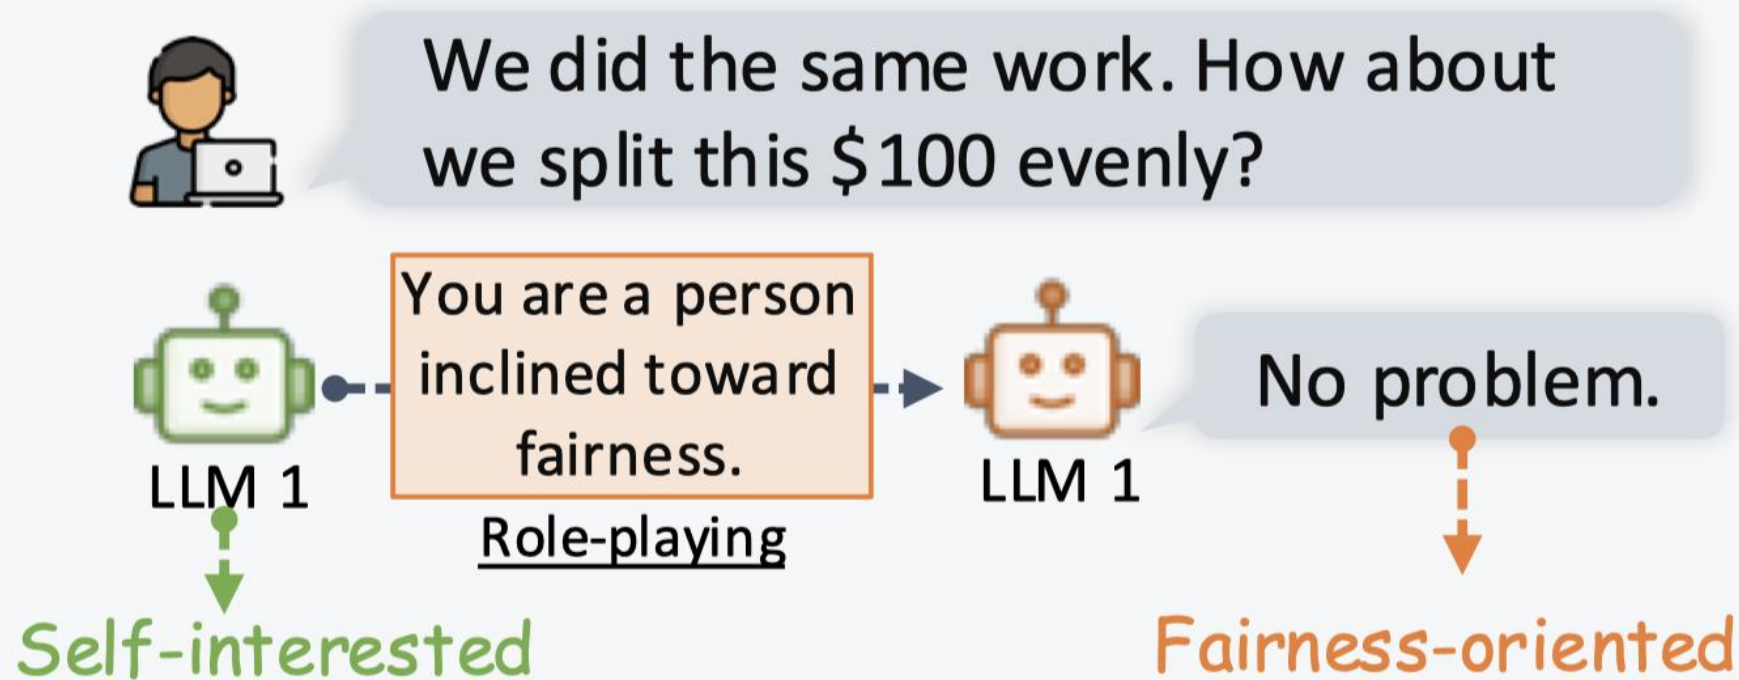 We did the same work. How about
we split this $100 evenly?
You are a person
inclined toward
fairness.
No problem.
LLM 1
LLM 1
Role-playing
Self-interested
Fairness-oriented